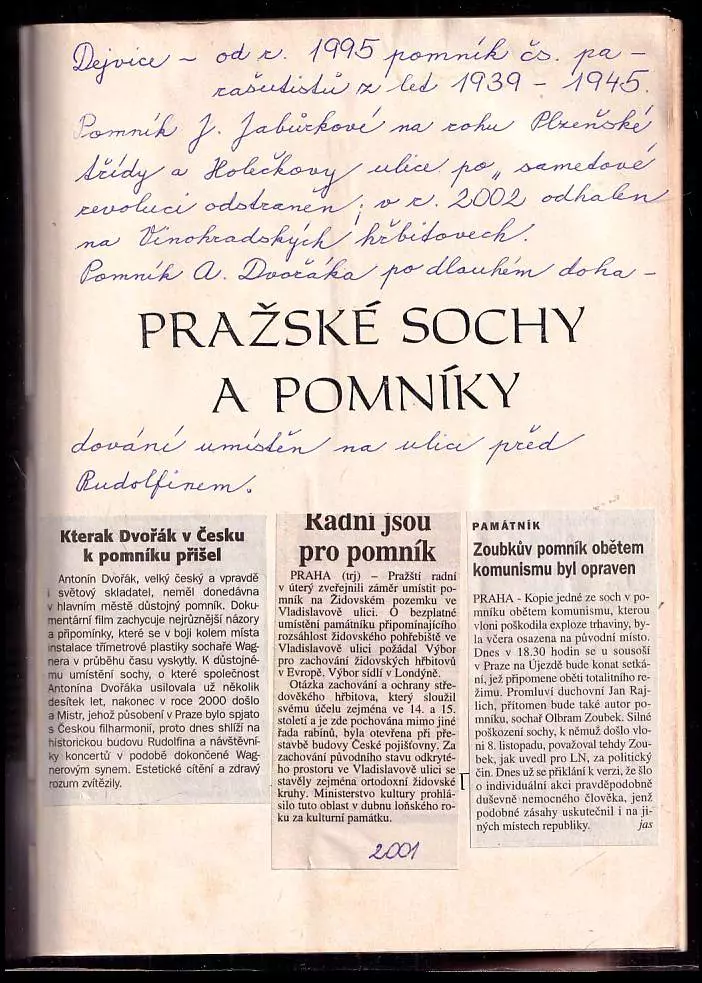 Dejvice – od r. 1995 pomník čs. pa-
rašutistů z let 1939 – 1945.
Pomník J. Jabůrkové na rohu Plzeňské
třídy a Holečkovy ulice po „sametové
revoluci odstraněn; v r. 2002 odhalen
na Vinohradských hřbitovech.
Pomník A. Dvořáka po dlouhém doha-
PRAŽSKÉ SOCHY
A POMNÍKY
dování umístěn na ulice před
Rudolfinem.
Kterak Dvořák v Česku
k pomníku přišel
Antonín Dvořák, velký český a vpravdě
i světový skladatel, neměl donedávna
v hlavním městě důstojný pomník. Doku-
mentární film zachycuje nejrůznější názory
a připomínky, které se v boji kolem místa
instalace třímetrové plastiky sochaře Wag-
nera v průběhu času vyskytly. K důstojné-
mu umístění sochy, o které společnost
Antonína Dvořáka usilovala už několik
desítek let, nakonec v roce 2000 došlo
a Mistr, jehož působení v Praze bylo spjato
s Českou filharmonií, proto dnes shlíží na
historickou budovu Rudolfina a návštěvní-
ky koncertů v podobě dokončené Wag-
nerovým synem. Estetické cítění a zdravý
rozum zvítězily.
Radní jsou
pro pomník
PRAHA (trj) – Pražští radní
v úterý zveřejnili záměr umístit po-
mník na Židovském pozemku ve
Vladislavově ulici. O bezplatné
umístění památníku připomínajícího
rozsáhlost židovského pohřebiště ve
Vladislavově ulici požádal Výbor
pro zachování židovských hřbitovů
v Evropě. Výbor sídlí v Londýně.
Otázka zachování a ochrany stře-
dověkého hřbitova, který sloužil
svému účelu zejména ve 14. a 15.
století a je zde pochována mimo jiné
řada rabínů, byla otevřena při pře-
stavbě budovy České pojišťovny. Za
zachování původního stavu odkryté-
ho prostoru ve Vladislavově ulici se
stavěly zejména ortodoxní židovské
kruhy. Ministerstvo kultury prohlá-
silo tuto oblast v dubnu loňského ro-
ku za kulturní památku.
2001
PAMÁTNÍK
Zoubkův pomník obětem
komunismu byl opraven
PRAHA - Kopie jedné ze soch v po-
mníku obětem komunismu, kterou
vloni poškodila exploze trhaviny,
byla včera osazena na původní místo.
Dnes v 18.30 hodin se u sousoší
v Praze na Újezdě bude konat setká-
ní, jež připomene oběti totalitního re-
žimu. Promluví duchovní Jan Raj-
lich, přítomen bude také autor po-
mníku, sochař Olbram Zoubek. Silné
poškození sochy, k němuž došlo vlo-
ni 8. listopadu, považoval tehdy Zou-
bek, jak uvedl pro LN, za politický
čin. Dnes už se přiklání k verzi, že šlo
o individuální akci pravděpodobně
duševně nemocného člověka, jenž
podobné zásahy uskutečnil i na ji-
ných místech republiky. jas